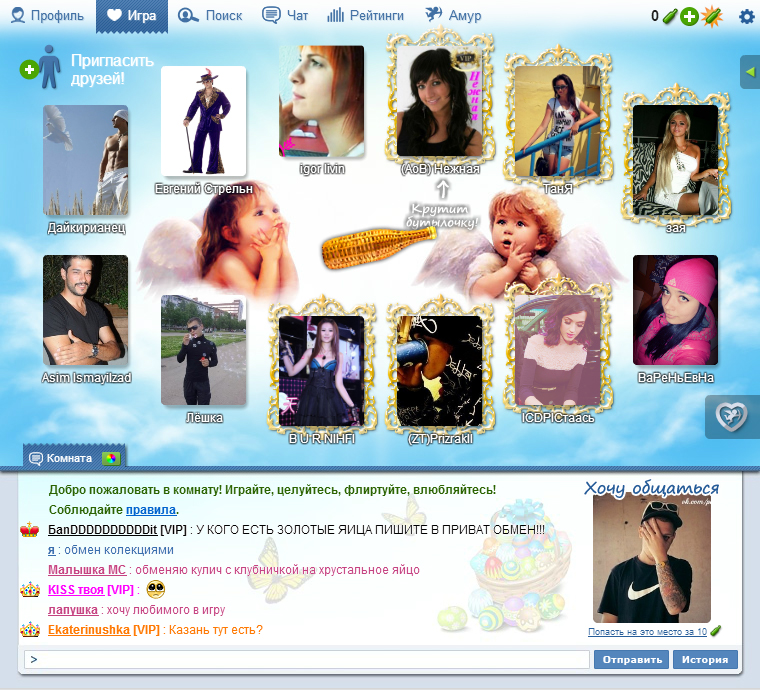 Профиль Игра Поиск Чат Рейтинги Амур 0
Пригласить
друзей!
VIP
Нежная
igor livin (АоВ) Нежная
Евгений Стрельн ТанЯ
Крутит
бутылочку!
Дайкирианец зая
Asim Ismayilzad ВаРеНьЕвНа
Лёшка ICDPIСтаась
B U R NIHFI (ZT)Prizrakll
Комната
Добро пожаловать в комнату! Играйте, целуйтесь, флиртуйте, влюбляйтесь!
Соблюдайте правила.
БанDDDDDDDDDDit [VIP] : У КОГО ЕСТЬ ЗОЛОТЫЕ ЯИЦА ПИШИТЕ В ПРИВАТ ОБМЕН!!!
я : обмен колекциями
Малышка МС : обменяю кулич с клубничкой на хрустальное яйцо
KISS твоя [VIP] :
лапушка : хочу любимого в игру
Ekaterinushka [VIP] : Казань тут есть?
Хочу общаться
Попасть на это место за 10
> Отправить История